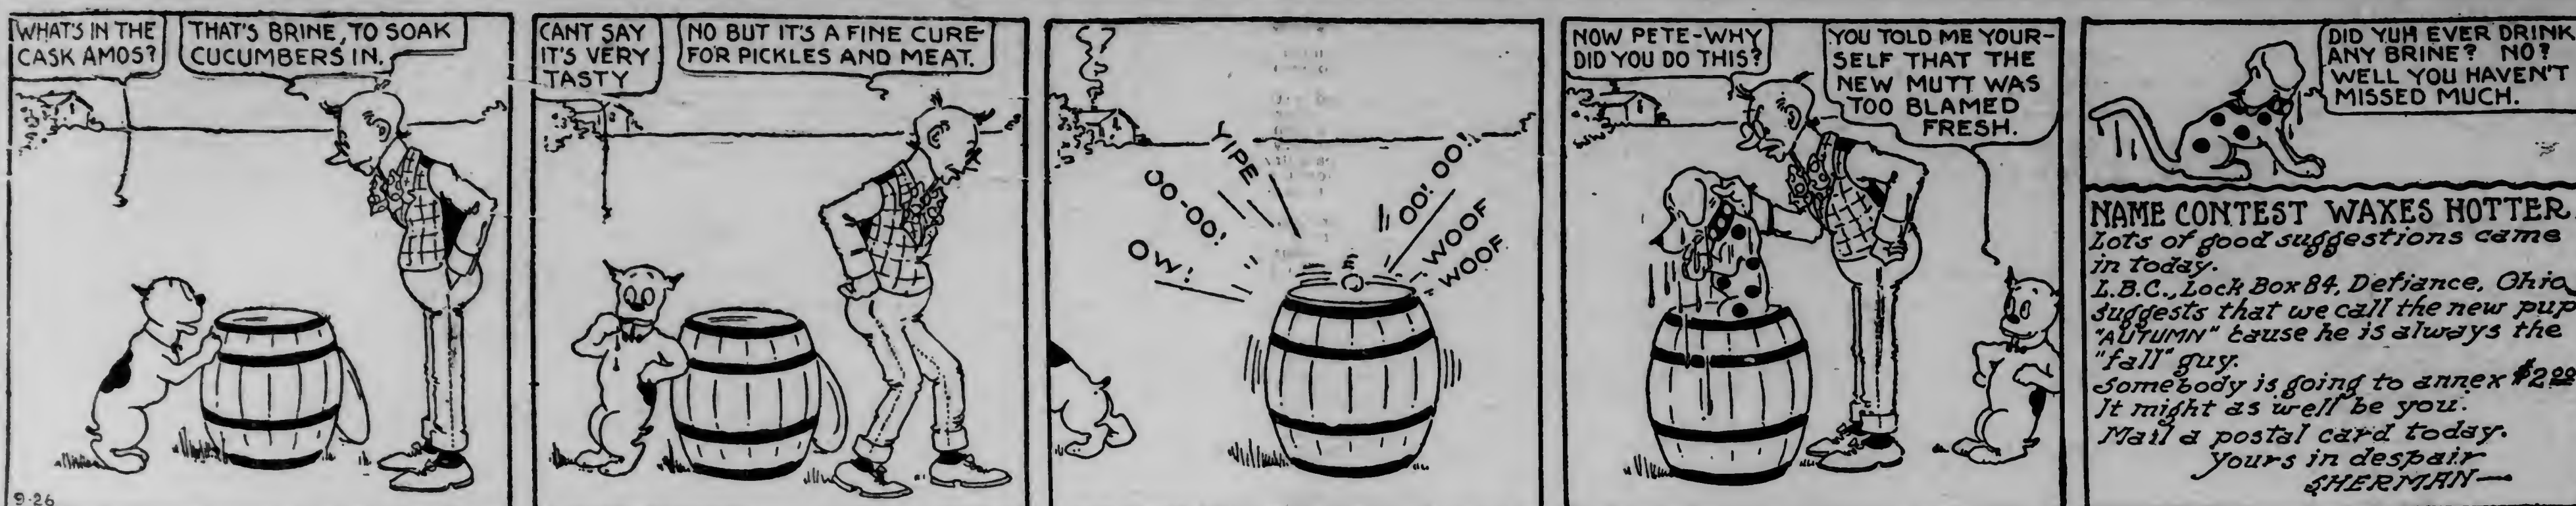 WHAT'S IN THE
CASK AMOS?
THAT'S BRINE, TO SOAK
CUCUMBERS IN.
9-26
CANT SAY
IT'S VERY
TASTY
NO BUT IT'S A FINE CURE
FOR PICKLES AND MEAT.
OW!
OO-OO!
YIPE
OO! OO!
WOOF
WOOF
NOW PETE-WHY
DID YOU DO THIS?
YOU TOLD ME YOUR-
SELF THAT THE
NEW MUTT WAS
TOO BLAMED
FRESH.
DID YUH EVER DRINK
ANY BRINE? NO?
WELL YOU HAVEN'T
MISSED MUCH.
NAME CONTEST WAXES HOTTER
Lots of good suggestions came
in today.
L.B.C., Lock Box 84, Defiance, Ohio
suggests that we call the new pup
"AUTUMN" cause he is always the
"fall" guy.
Somebody is going to annex $2.00
It might as well be you.
Mail a postal card today.
Yours in despair
SHERMAN—